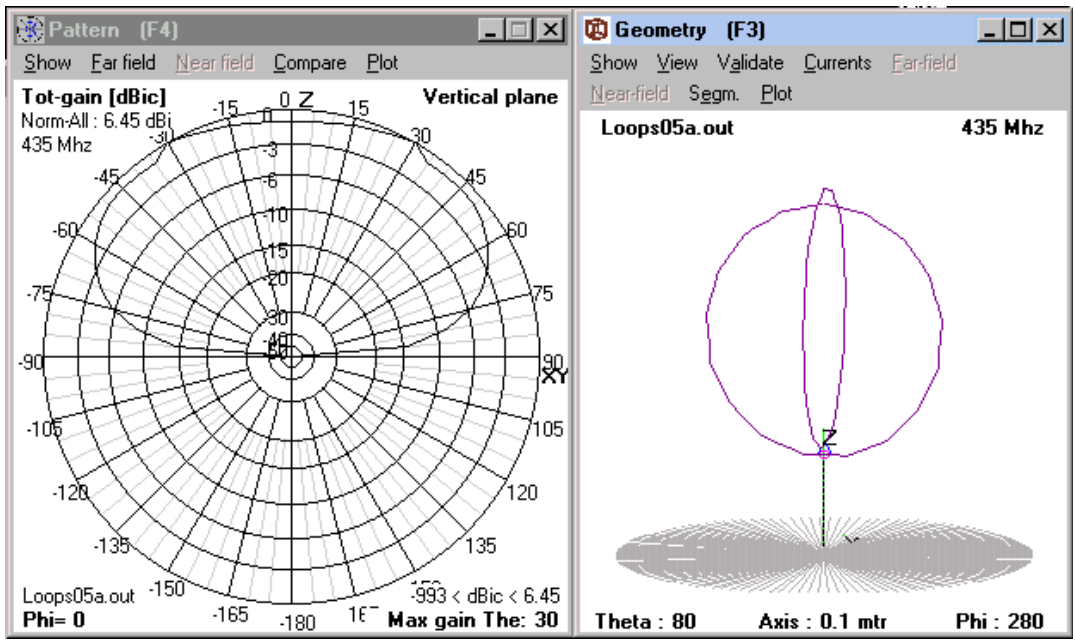 Pattern (F4)
Show Far field Near field Compare Plot
Tot-gain [dBic]
Vertical plane
Norm-All : 6.45 dBi
435 Mhz
0 Z
-15 15
-30 30
-45 45
-60 60
-75 75
-90 90
XY
-105 105
-120 120
-135 135
-150
-165 -180
0
-3
-6
-10
-15
-20
-30
Loops05a.out
-993 < dBic < 6.45
Phi= 0
Max gain The: 30
Geometry (F3)
Show View Validate Currents Far-field
Near-field Segm. Plot
Loops05a.out 435 Mhz
Z
Theta : 80 Axis : 0.1 mtr Phi : 280